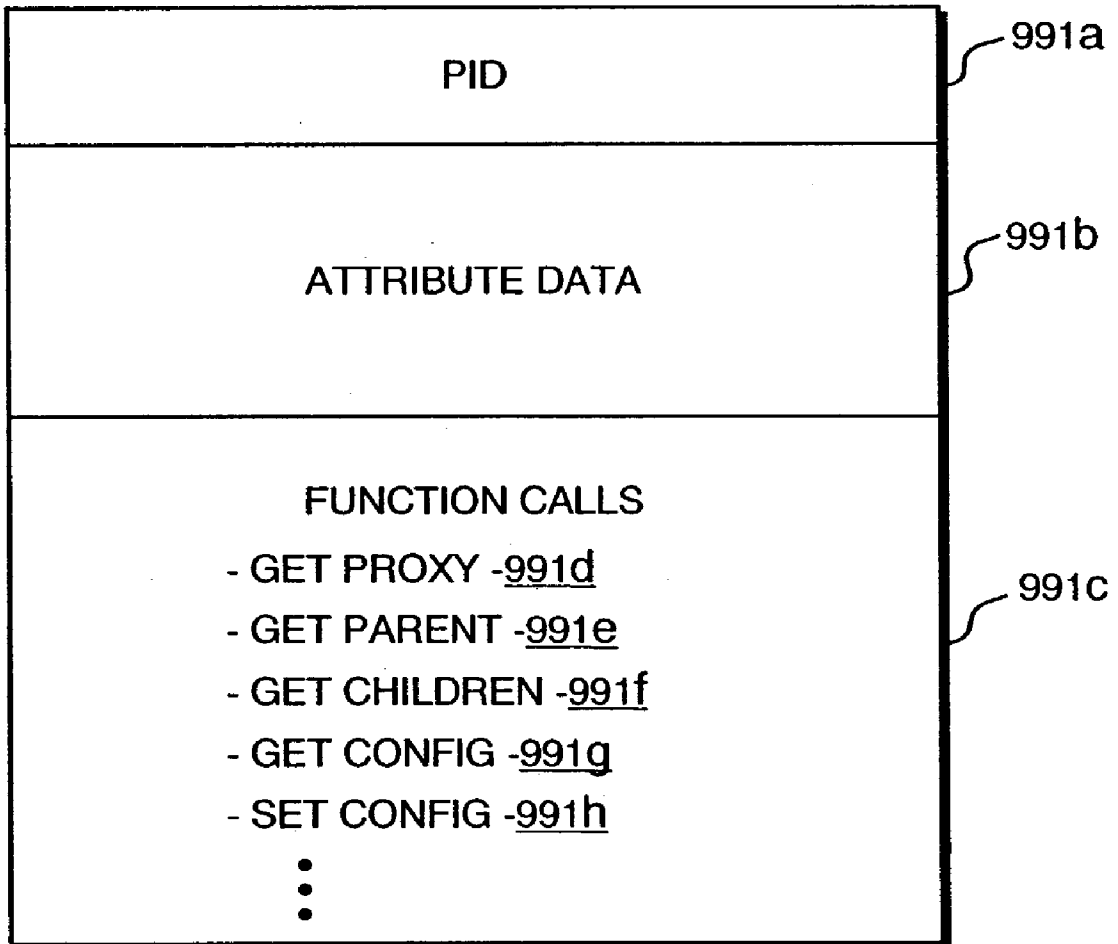 PID
991a
ATTRIBUTE DATA
991b
FUNCTION CALLS
- GET PROXY -991d
- GET PARENT -991e
- GET CHILDREN -991f
- GET CONFIG -991g
- SET CONFIG -991h
991c